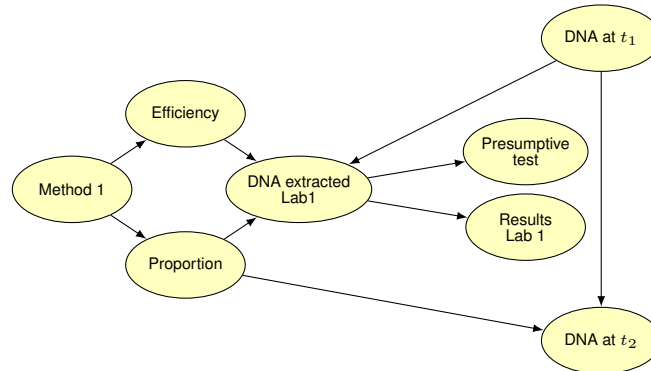 DNA at t₁
Efficiency
Presumptive
test
Method 1
DNA extracted
Lab1
Results
Lab 1
Proportion
DNA at t₂